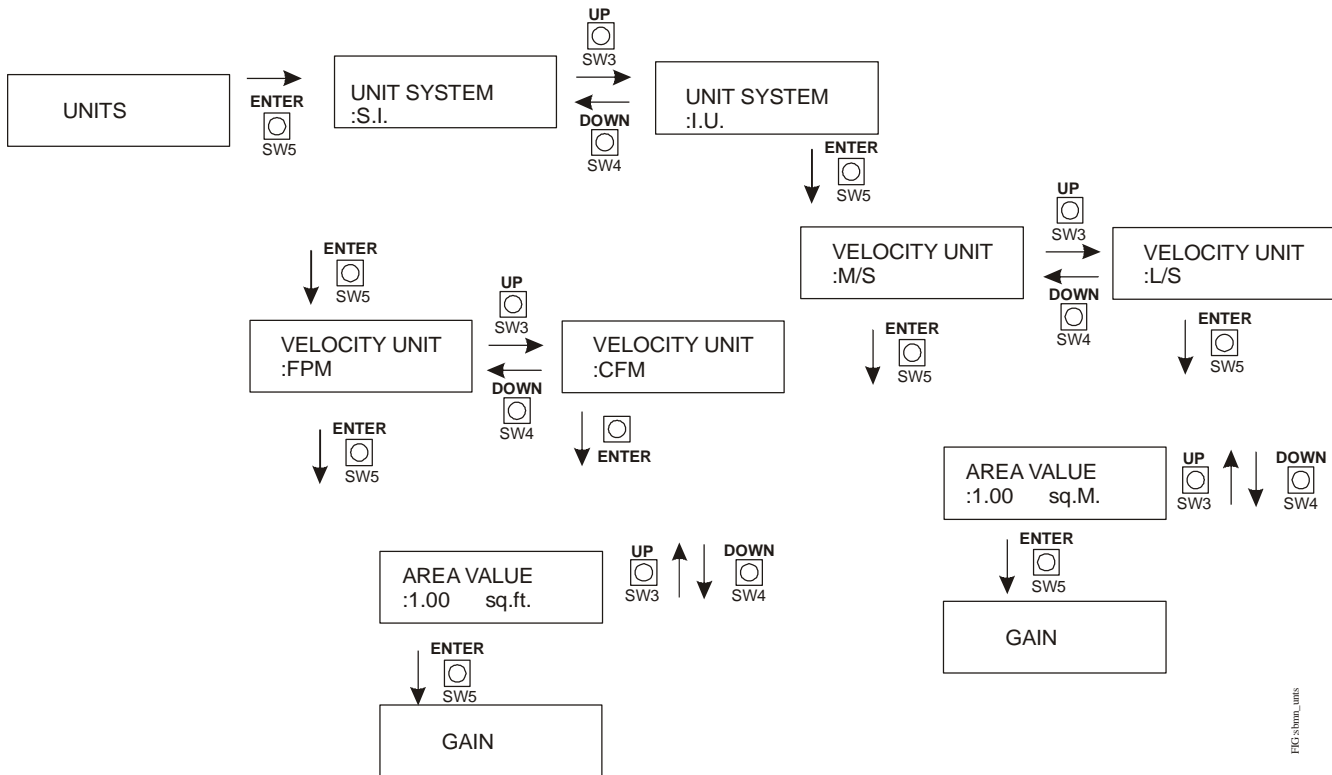 UP
SW3
UNITS
ENTER
SW5
UNIT SYSTEM
:S.I.
DOWN
SW4
UNIT SYSTEM
:I.U.
ENTER
SW5
VELOCITY UNIT
:M/S
UP
SW3
DOWN
SW4
VELOCITY UNIT
:L/S
ENTER
SW5
VELOCITY UNIT
:FPM
UP
SW3
DOWN
SW4
VELOCITY UNIT
:CFM
ENTER
SW5
ENTER
SW5
ENTER
SW5
ENTER
AREA VALUE
:1.00 sq.M.
UP
SW3
DOWN
SW4
ENTER
SW5
GAIN
AREA VALUE
:1.00 sq.ft.
UP
SW3
DOWN
SW4
ENTER
SW5
GAIN